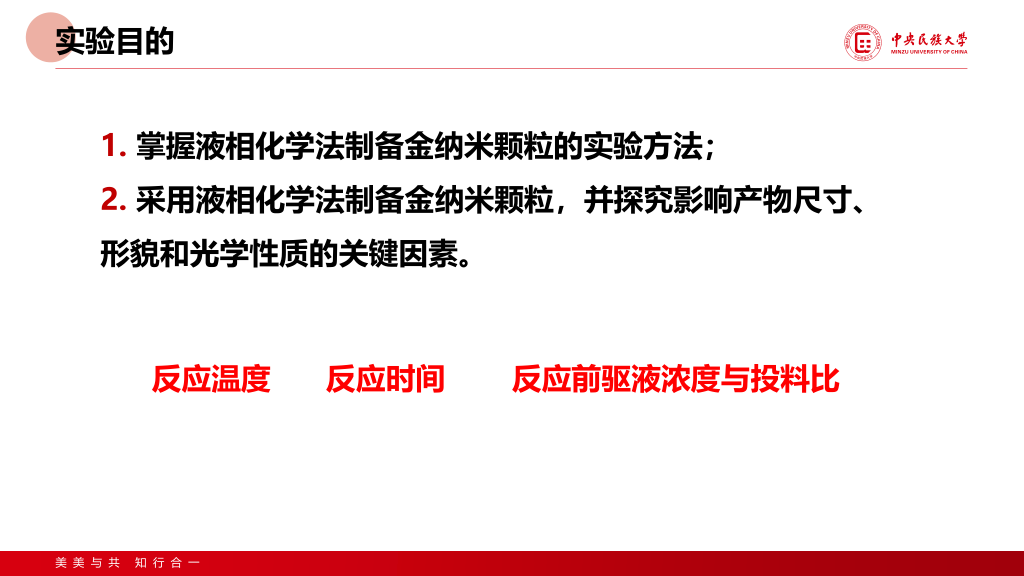 实验目的
中央民族大学
MINZU UNIVERSITY OF CHINA
1. 掌握液相化学法制备金纳米颗粒的实验方法；
2. 采用液相化学法制备金纳米颗粒，并探究影响产物尺寸、
形貌和光学性质的关键因素。
反应温度 反应时间 反应前驱液浓度与投料比
美美与共 知行合一